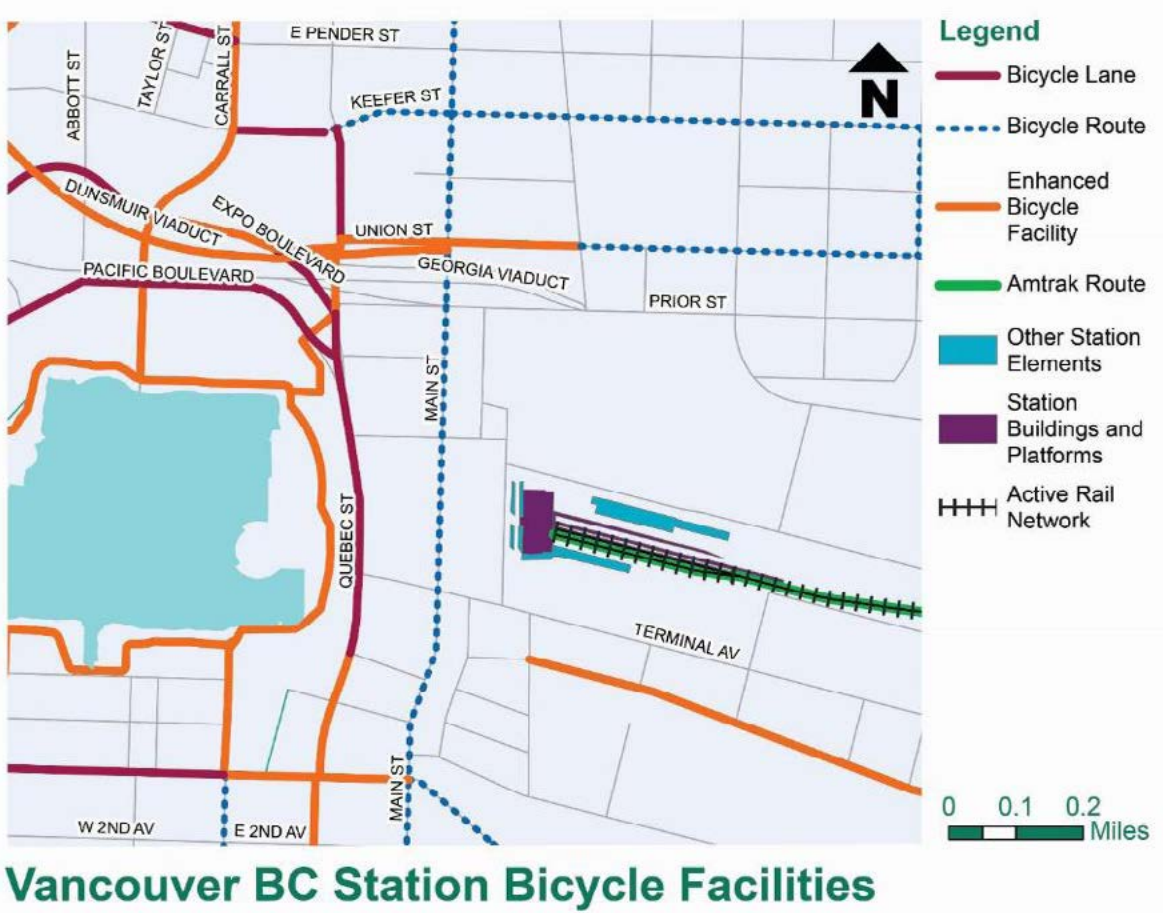 E PENDER ST
TAYLOR ST
CARRALL ST
ABBOTT ST
KEEFER ST
DUNSMUIR VIADUCT
EXPO BOULEVARD
UNION ST
GEORGIA VIADUCT
PACIFIC BOULEVARD
PRIOR ST
MAIN ST
QUEBEC ST
TERMINAL AV
MAIN ST
W 2ND AV
E 2ND AV
N
Legend
Bicycle Lane
Bicycle Route
Enhanced
Bicycle
Facility
Amtrak Route
Other Station
Elements
Station
Buildings and
Platforms
Active Rail
Network
0 0.1 0.2
Miles
Vancouver BC Station Bicycle Facilities